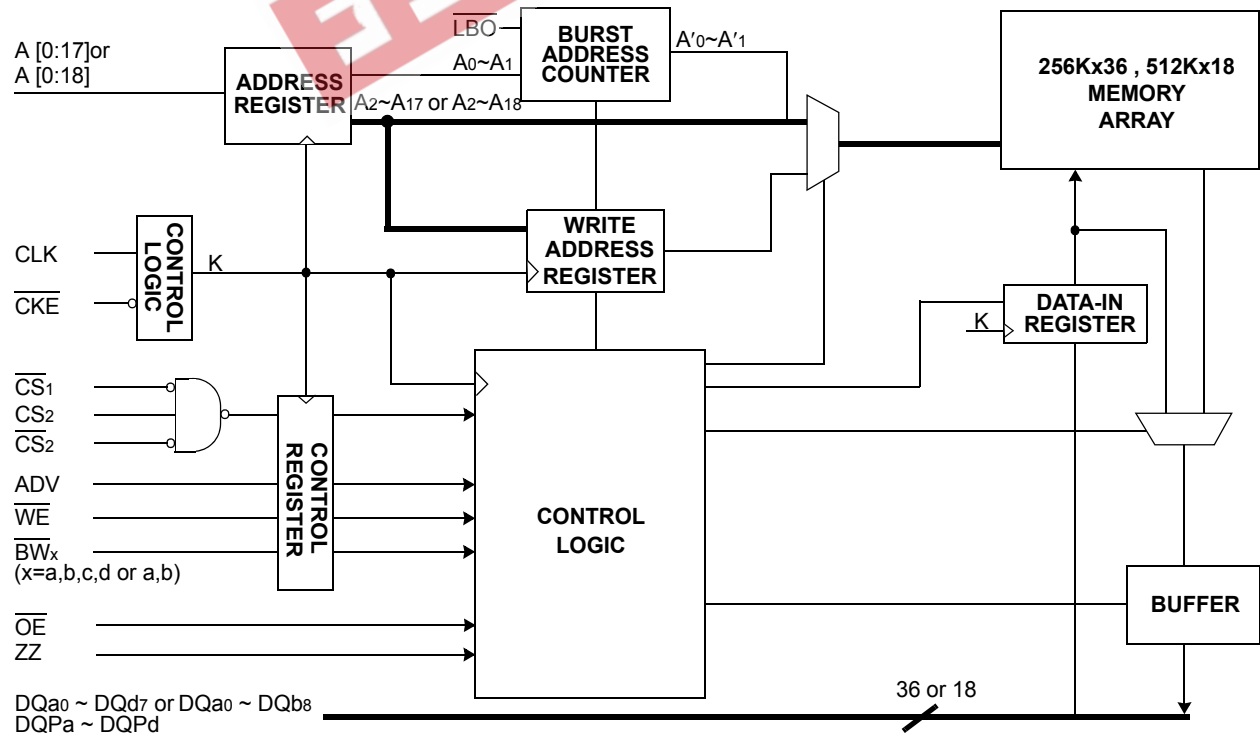 A [0:17]or
A [0:18]
ADDRESS
REGISTER
LBO
A0~A1
A2~A17 or A2~A18
BURST
ADDRESS
COUNTER
A′0~A′1
256Kx36 , 512Kx18
MEMORY
ARRAY
WRITE
ADDRESS
REGISTER
CLK
CKE
CONTROL
LOGIC
K
DATA-IN
REGISTER
K
CS1
CS2
CS2
ADV
WE
BWx
(x=a,b,c,d or a,b)
CONTROL
REGISTER
CONTROL
LOGIC
BUFFER
OE
ZZ
DQa0 ~ DQd7 or DQa0 ~ DQb8
DQPa ~ DQPd
36 or 18